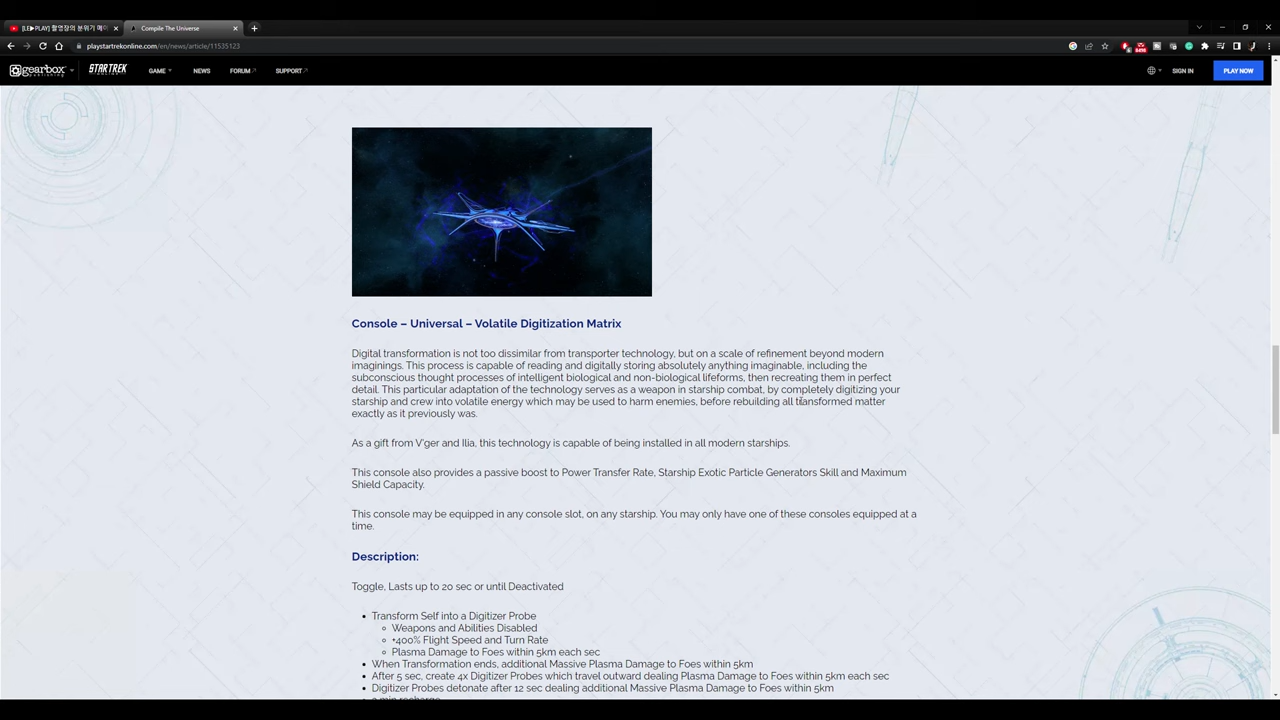 [LE▶PLAY] 촬영장의 분위기 메이
Compile The Universe
playstartrekonline.com/en/news/article/11535123
gearbox
publishing
STAR TREK
ONLINE
GAME
NEWS
FORUM
SUPPORT
SIGN IN
PLAY NOW
Console – Universal – Volatile Digitization Matrix
Digital transformation is not too dissimilar from transporter technology, but on a scale of refinement beyond modern
imaginings. This process is capable of reading and digitally storing absolutely anything imaginable, including the
subconscious thought processes of intelligent biological and non-biological lifeforms, then recreating them in perfect
detail. This particular adaptation of the technology serves as a weapon in starship combat, by completely digitizing your
starship and crew into volatile energy which may be used to harm enemies, before rebuilding all transformed matter
exactly as it previously was.
As a gift from V'ger and Ilia, this technology is capable of being installed in all modern starships.
This console also provides a passive boost to Power Transfer Rate, Starship Exotic Particle Generators Skill and Maximum
Shield Capacity.
This console may be equipped in any console slot, on any starship. You may only have one of these consoles equipped at a
time.
Description:
Toggle, Lasts up to 20 sec or until Deactivated
Transform Self into a Digitizer Probe
Weapons and Abilities Disabled
+400% Flight Speed and Turn Rate
Plasma Damage to Foes within 5km each sec
When Transformation ends, additional Massive Plasma Damage to Foes within 5km
After 5 sec, create 4x Digitizer Probes which travel outward dealing Plasma Damage to Foes within 5km each sec
Digitizer Probes detonate after 12 sec dealing additional Massive Plasma Damage to Foes within 5km